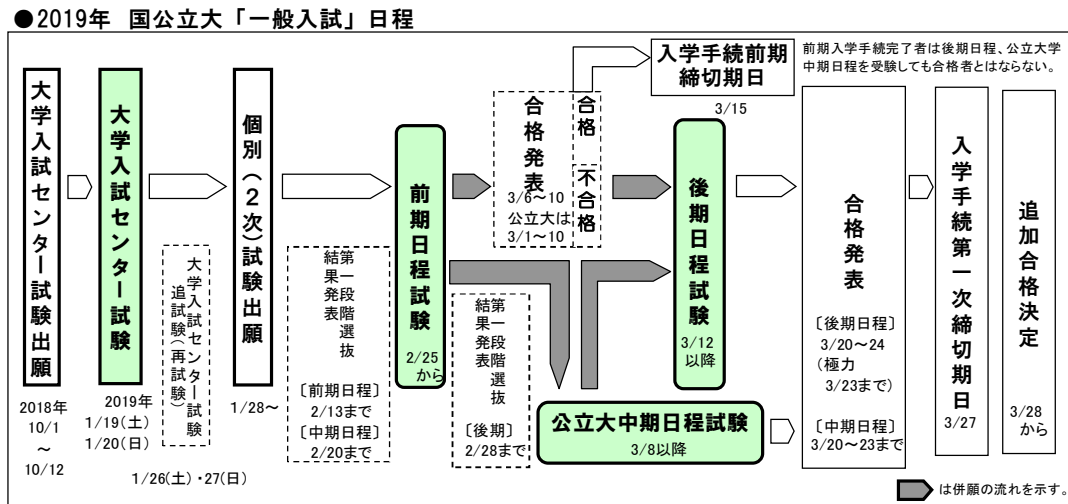 ●2019年 国公立大「一般入試」日程
大学入試センター試験出願
2018年
10/1
～
10/12
大学入試センター試験
2019年
1/19(土)
1/20(日)
大学入試センター試験
追試験(再試験)
1/26(土)・27(日)
個別(2次)試験出願
1/28～
第一段階選抜
結果発表
〔前期日程〕
2/13まで
〔中期日程〕
2/20まで
前期日程試験
2/25
から
第一段階選抜
結果発表
〔後期〕
2/28まで
合格発表
3/6～10
公立大は
3/1～10
合格
不合格
入学手続前期
締切期日
3/15
後期日程試験
3/12
以降
公立大中期日程試験
3/8以降
前期入学手続完了者は後期日程、公立大学
中期日程を受験しても合格者とはならない。
合格発表
〔後期日程〕
3/20～24
(極力
3/23まで)
〔中期日程〕
3/20～23まで
入学手続第一次締切期日
3/27
追加合格決定
3/28
から
は併願の流れを示す。